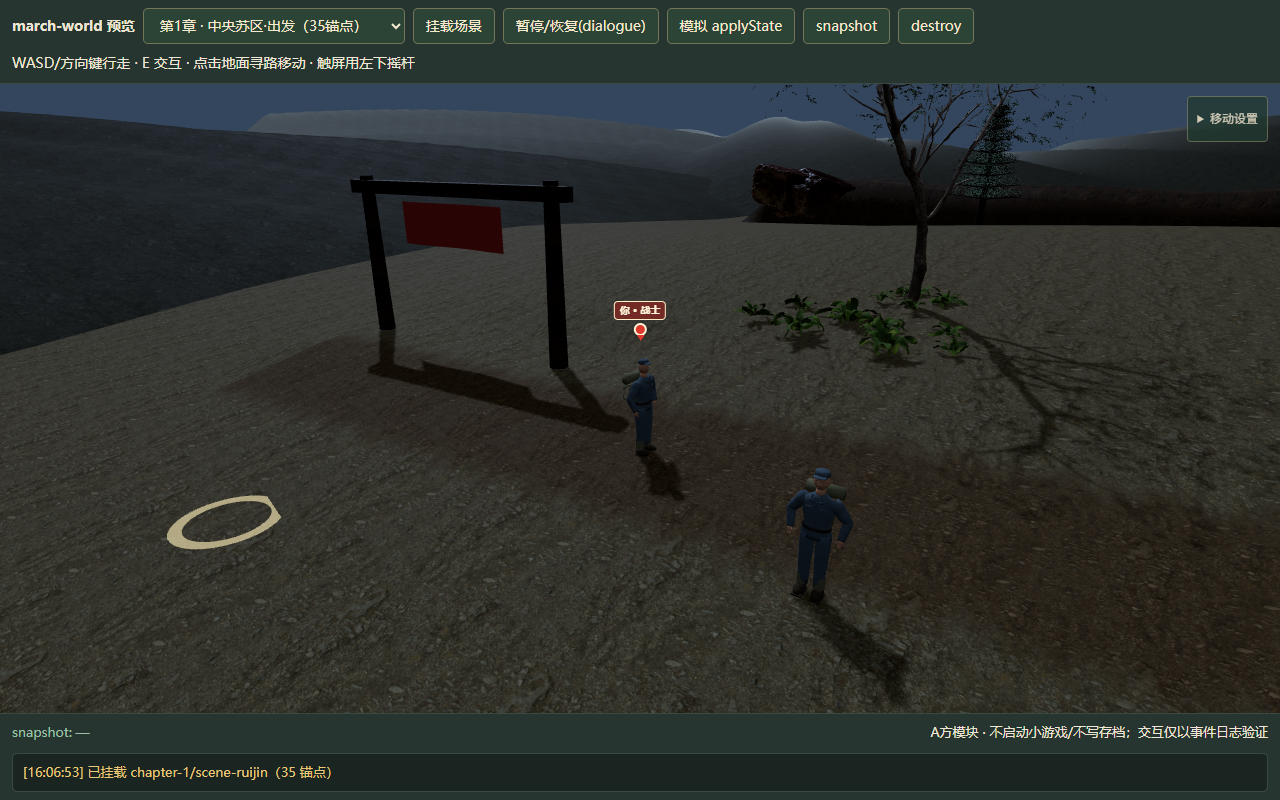 march-world 预览
第1章 · 中央苏区·出发（35锚点）
挂载场景
暂停/恢复(dialogue)
模拟 applyState
snapshot
destroy
WASD/方向键行走 · E 交互 · 点击地面寻路移动 · 触屏用左下摇杆
▶ 移动设置
你·战士
snapshot: —
A方模块 · 不启动小游戏/不写存档；交互仅以事件日志验证
[16:06:53] 已挂载 chapter-1/scene-ruijin（35 锚点）